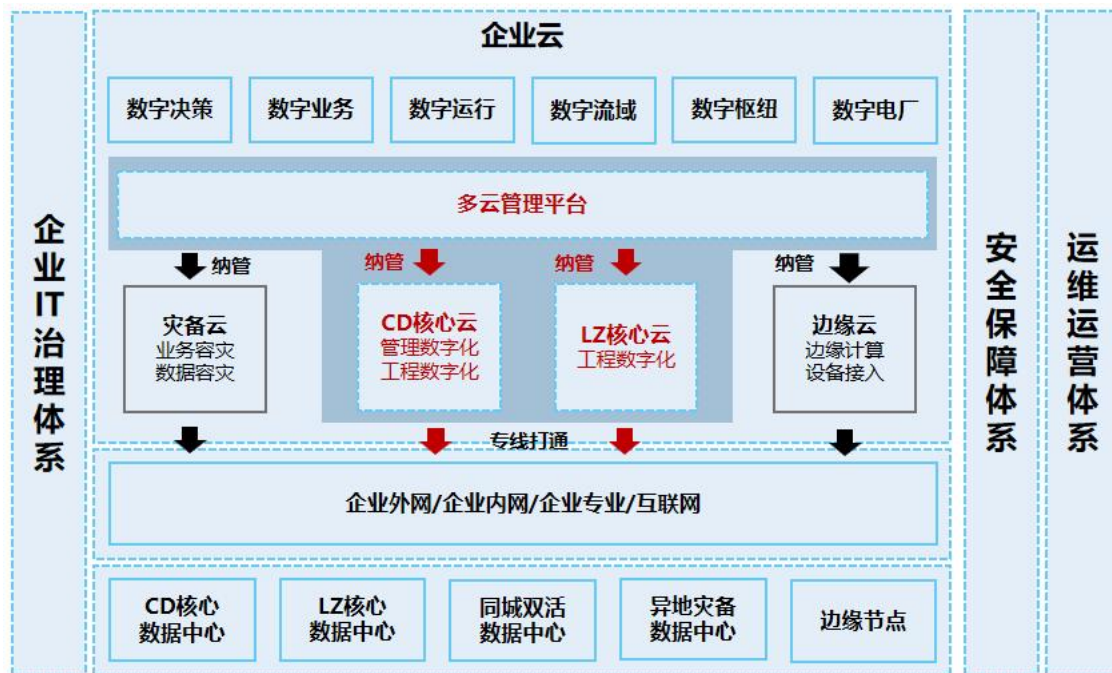 企业IT治理体系
企业云
数字决策
数字业务
数字运行
数字流域
数字枢纽
数字电厂
多云管理平台
纳管
纳管
纳管
纳管
灾备云
业务容灾
数据容灾
CD核心云
管理数字化
工程数字化
LZ核心云
工程数字化
边缘云
边缘计算
设备接入
专线打通
企业外网/企业内网/企业专业/互联网
CD核心
数据中心
LZ核心
数据中心
同城双活
数据中心
异地灾备
数据中心
边缘节点
安全保障体系
运维运营体系